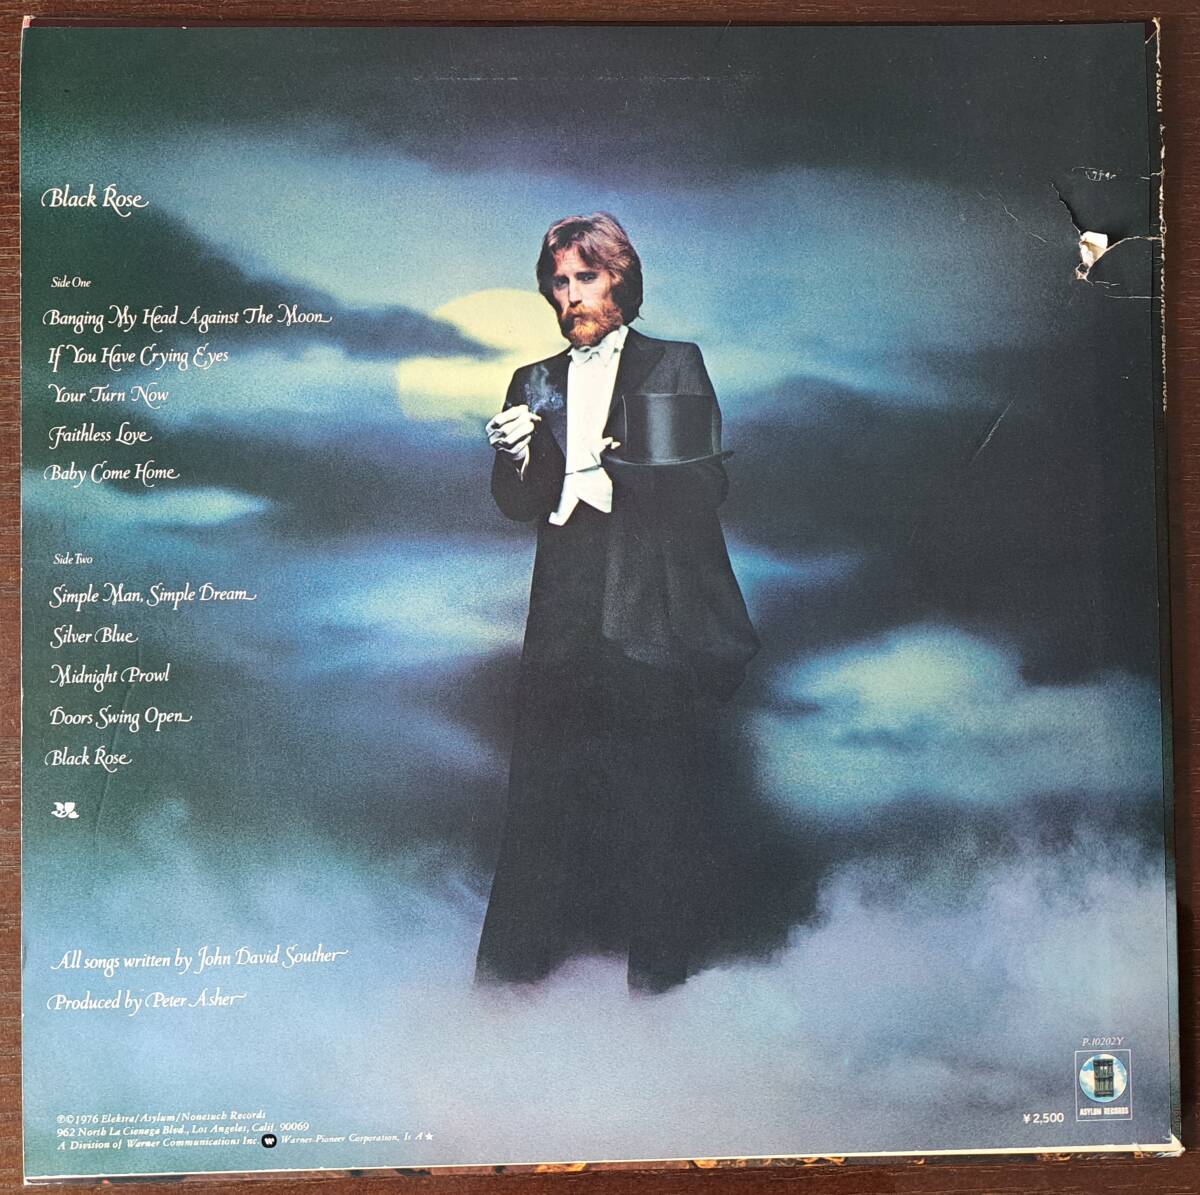 Black Rose
Side One
Banging My Head Against The Moon
If You Have Crying Eyes
Your Turn Now
Faithless Love
Baby Come Home
Side Two
Simple Man, Simple Dream
Silver Blue
Midnight Prowl
Doors Swing Open
Black Rose
All songs written by John David Souther
Produced by Peter Asher
℗©1976 Elektra/Asylum/Nonesuch Records
962 North La Cienega Blvd., Los Angeles, Calif. 90069
A Division of Warner Communications Inc. Warner-Pioneer Corporation, Is A★
¥2,500
P-10202Y
ASYLUM RECORDS